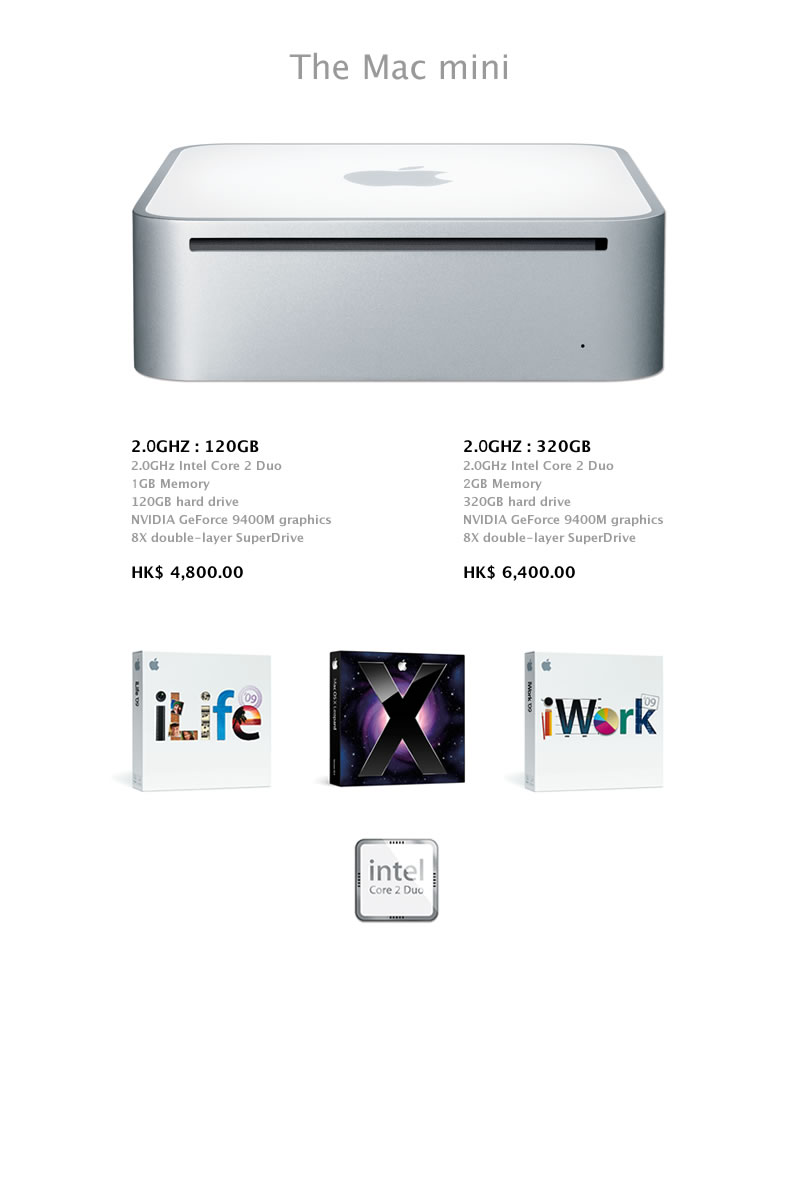 The Mac mini
2.0GHZ : 120GB
2.0GHz Intel Core 2 Duo
1GB Memory
120GB hard drive
NVIDIA GeForce 9400M graphics
8X double-layer SuperDrive
HK$ 4,800.00
2.0GHZ : 320GB
2.0GHz Intel Core 2 Duo
2GB Memory
320GB hard drive
NVIDIA GeForce 9400M graphics
8X double-layer SuperDrive
HK$ 6,400.00
iLife '09
iLife '09
Mac OS X Leopard
X
iWork '09
iWork '09
intel
Core 2 Duo